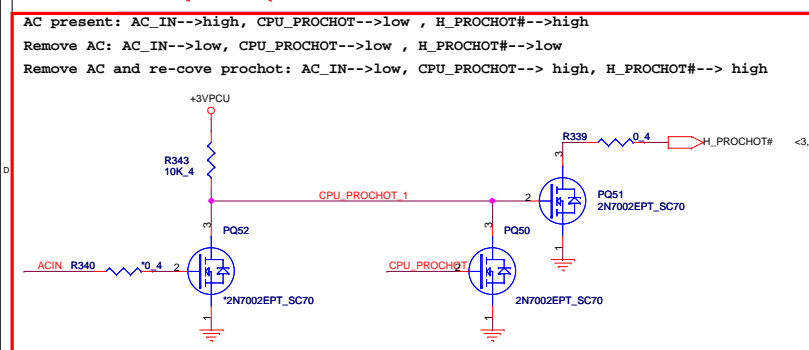 AC present: AC_IN-->high, CPU_PROCHOT-->low , H_PROCHOT#-->high
Remove AC: AC_IN-->low, CPU_PROCHOT-->low , H_PROCHOT#-->low
Remove AC and re-cove prochot: AC_IN-->low, CPU_PROCHOT--> high, H_PROCHOT#--> high
+3VPCU
R339 0_4 H_PROCHOT# <3,
3
R343
10K_4
D
CPU_PROCHOT_1 2 PQ51
2N7002EPT_SC70
3 PQ52 3 PQ50 1
ACIN R340 *0_4 2 CPU_PROCHOT 2
*2N7002EPT_SC70 2N7002EPT_SC70
1 1